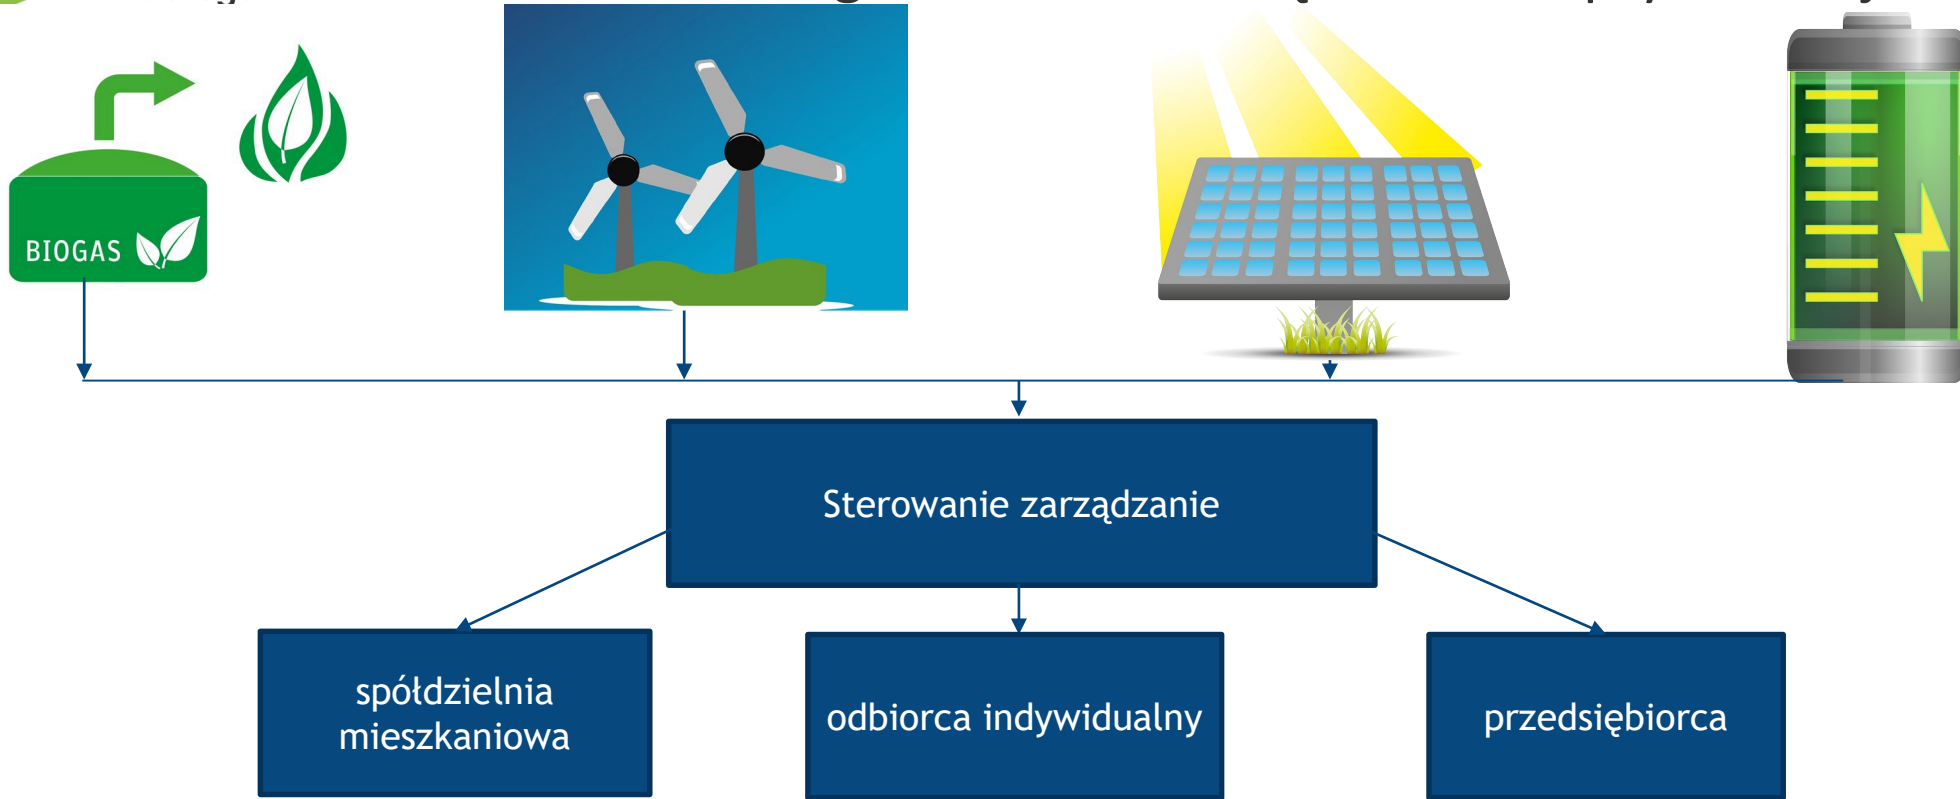 BIOGAS
Sterowanie zarządzanie
spółdzielnia
mieszkaniowa
odbiorca indywidualny
przedsiębiorca